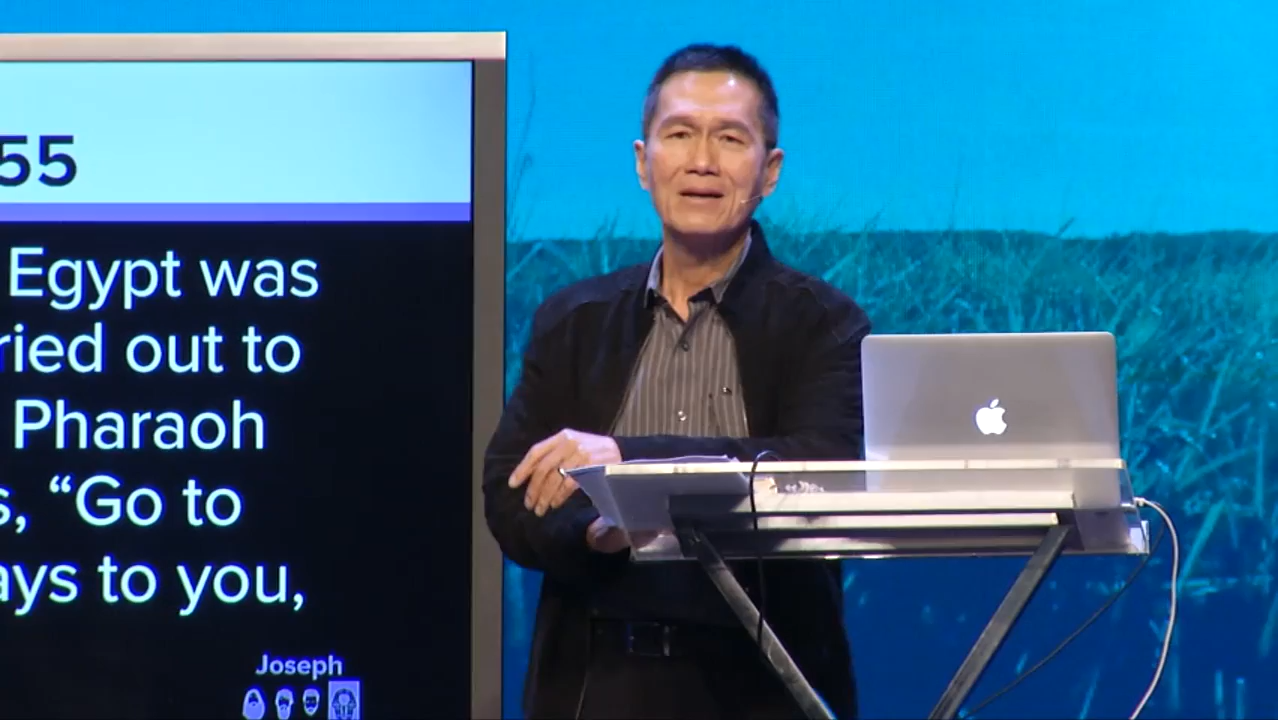 55
Egypt was
ried out to
Pharaoh
s, “Go to
ays to you,
Joseph